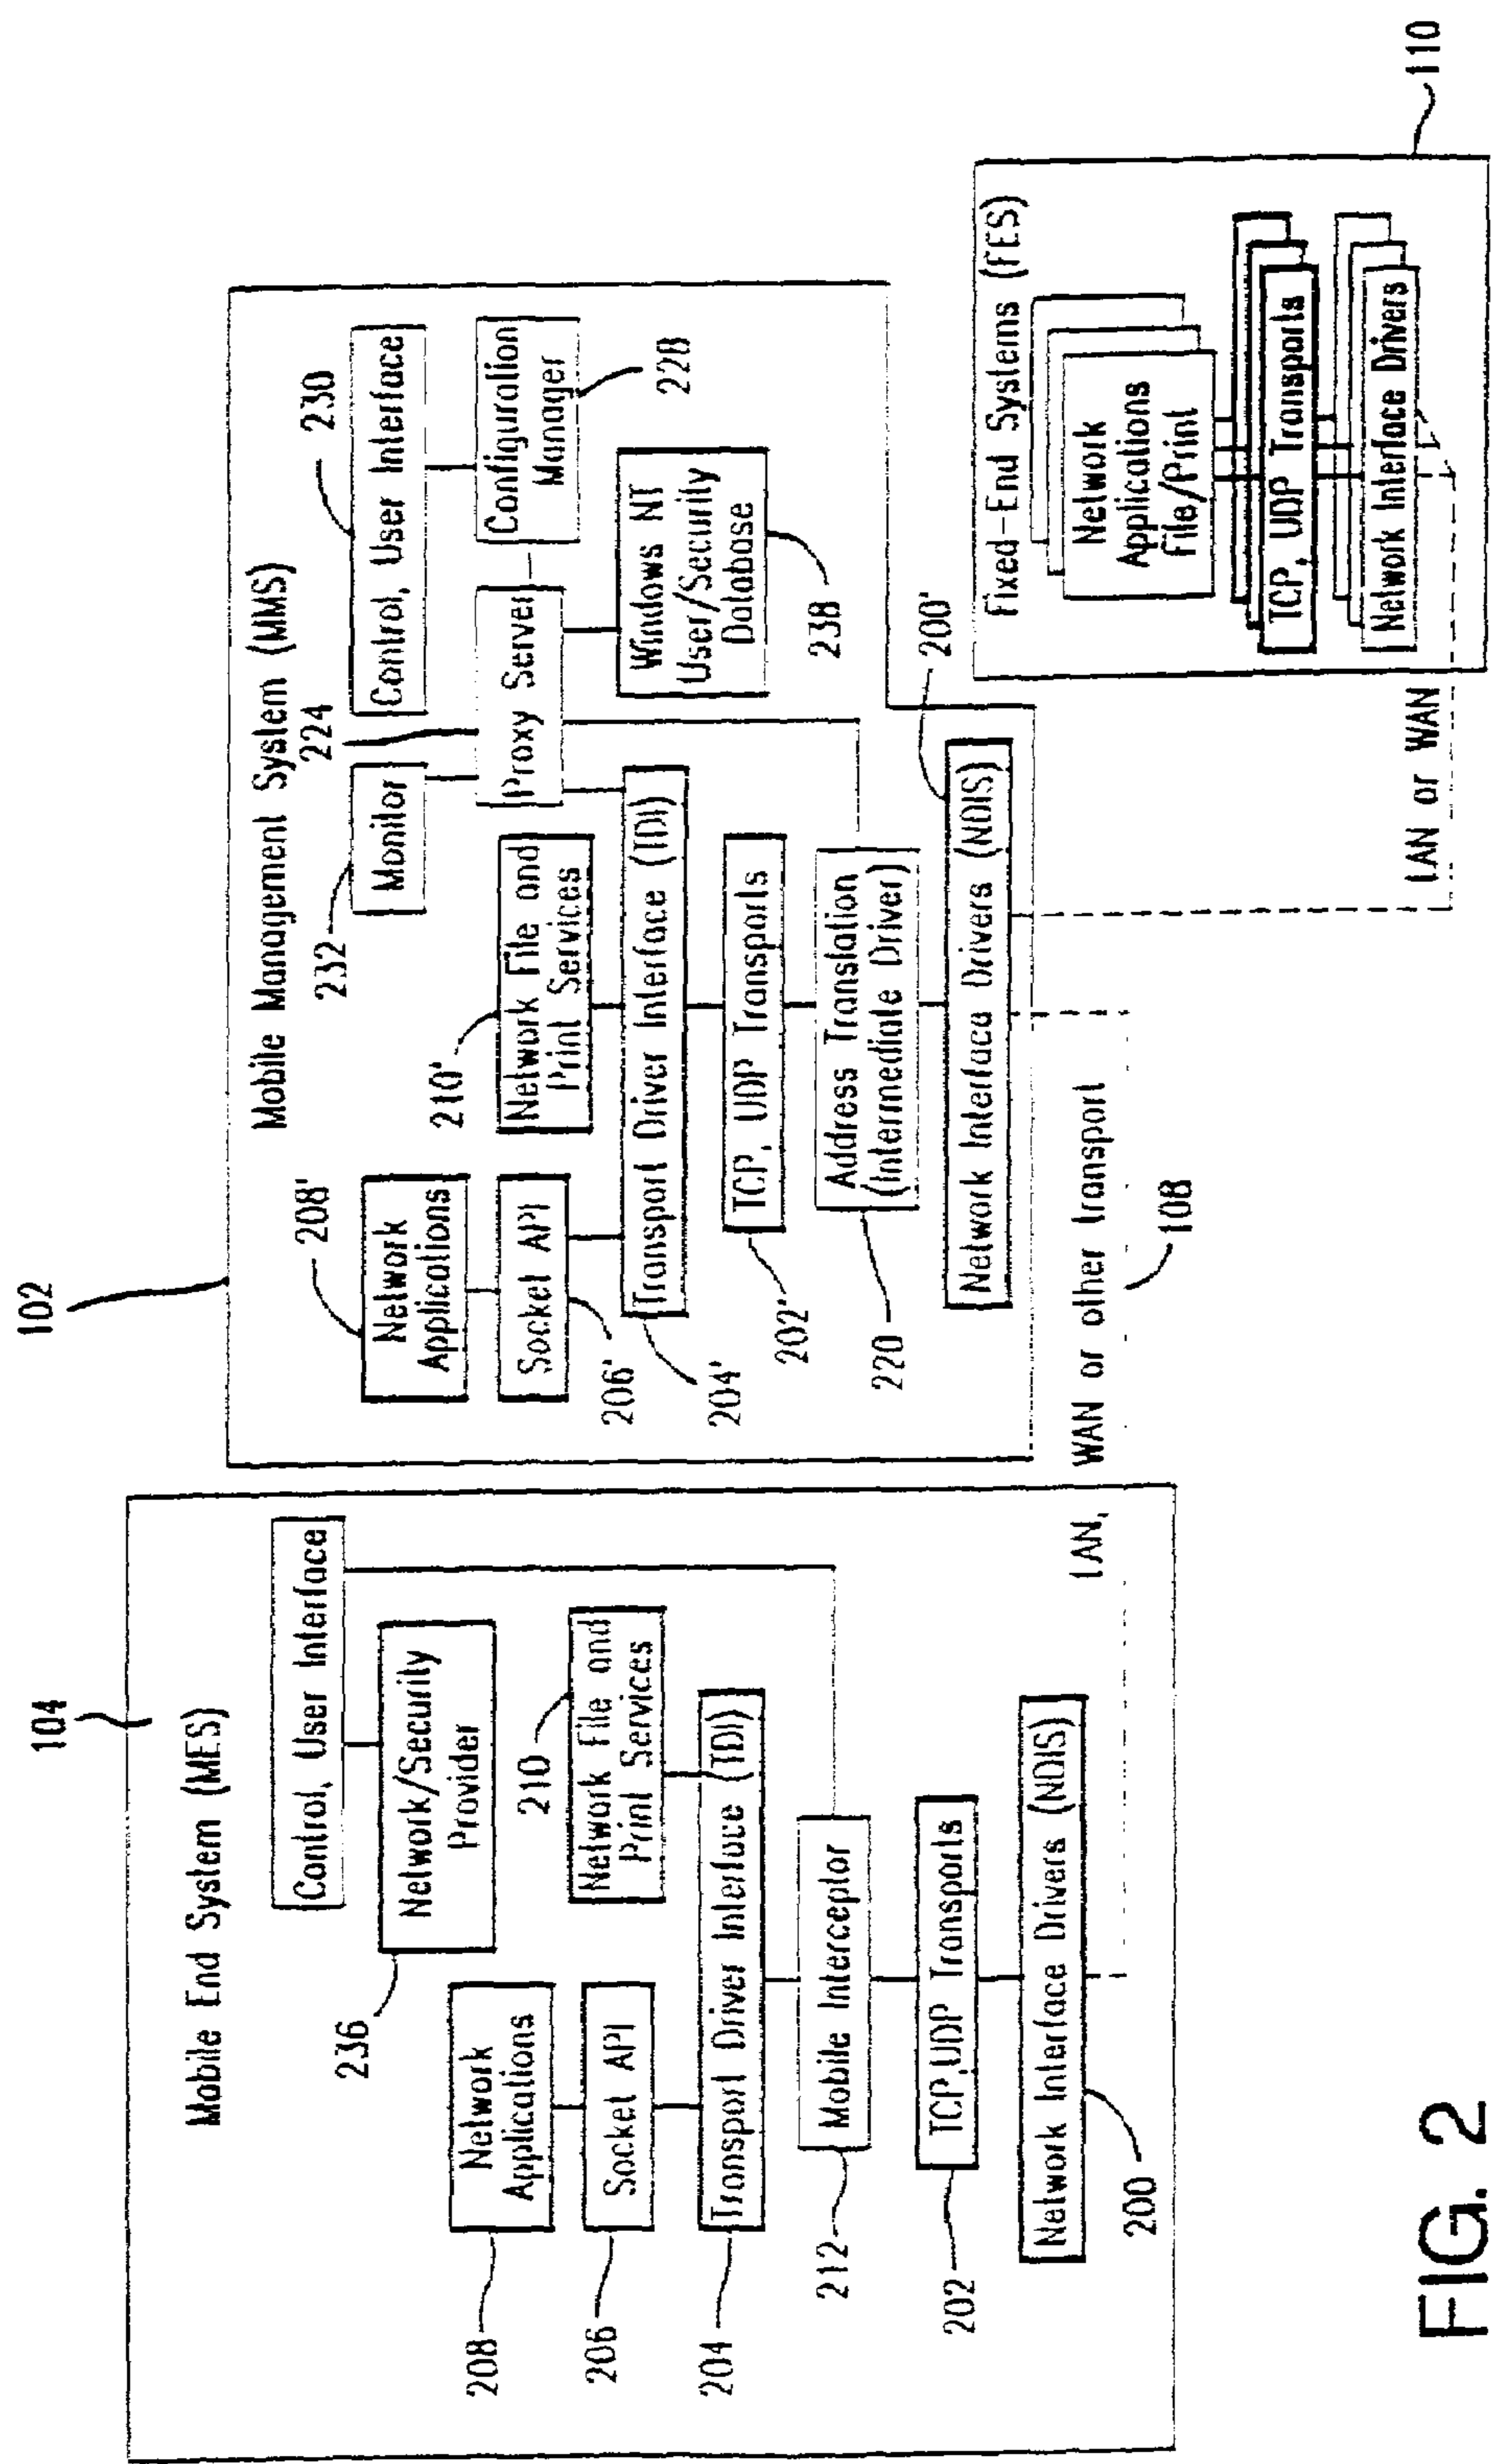 104
Mobile End System (MES)
Control, User Interface
Network/Security
Provider
236
208
Network
Applications
206
Socket API
210
Network File and
Print Services
204
Transport Driver Interface (TDI)
212
Mobile Interceptor
202
TCP,UDP Transports
Network Interface Drivers (NDIS)
200
LAN,
WAN or other transport
108
102
Mobile Management System (MMS)
208'
Network
Applications
Socket API
206'
232
Monitor
224
230
Control, User Interface
Proxy Server
Configuration
Manager
228
210'
Network File and
Print Services
Windows NT
User/Security
Database
238
Transport Driver Interface (TDI)
204'
TCP, UDP Transports
202'
Address Translation
(Intermediate Driver)
220
200'
Network Interface Drivers (NDIS)
LAN or WAN
Fixed-End Systems (FES)
Network
Applications
File/Print
TCP, UDP Transports
Network Interface Drivers
110
FIG. 2